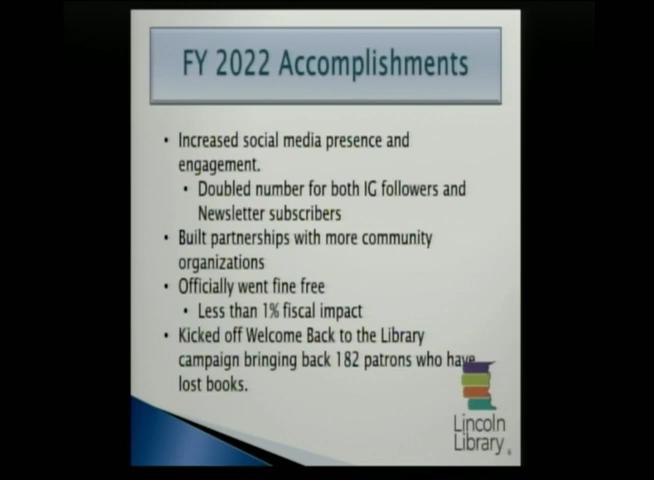 FY 2022 Accomplishments
• Increased social media presence and
engagement.
• Doubled number for both IG followers and
Newsletter subscribers
• Built partnerships with more community
organizations
• Officially went fine free
• Less than 1% fiscal impact
• Kicked off Welcome Back to the Library
campaign bringing back 182 patrons who have
lost books.
Lincoln
Library